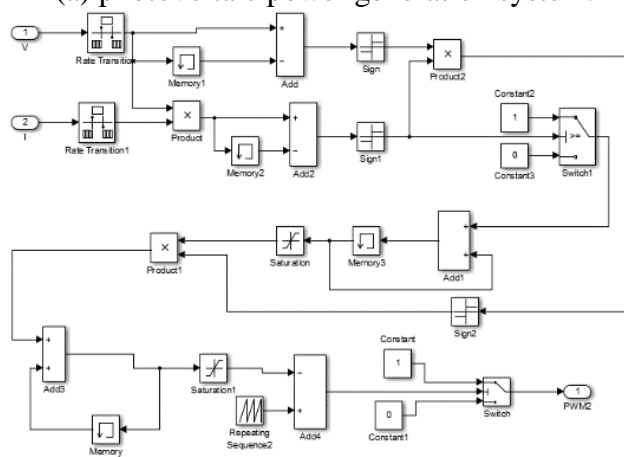 (a) photovoltaic power generation system.
1
V
Rate Transition
Memory1
+
−
Add
Sign
×
Product2
2
I
Rate Transition1
×
Product
Memory2
+
−
Add2
Sign1
Constant2
1
0
Constant3
>=
Switch1
×
Product1
Saturation
Memory3
+
+
Add1
Sign2
+
+
Add3
Memory
Saturation1
Repeating
Sequence2
−
+
Add4
Constant
1
0
Constant1
Switch
1
PWM2